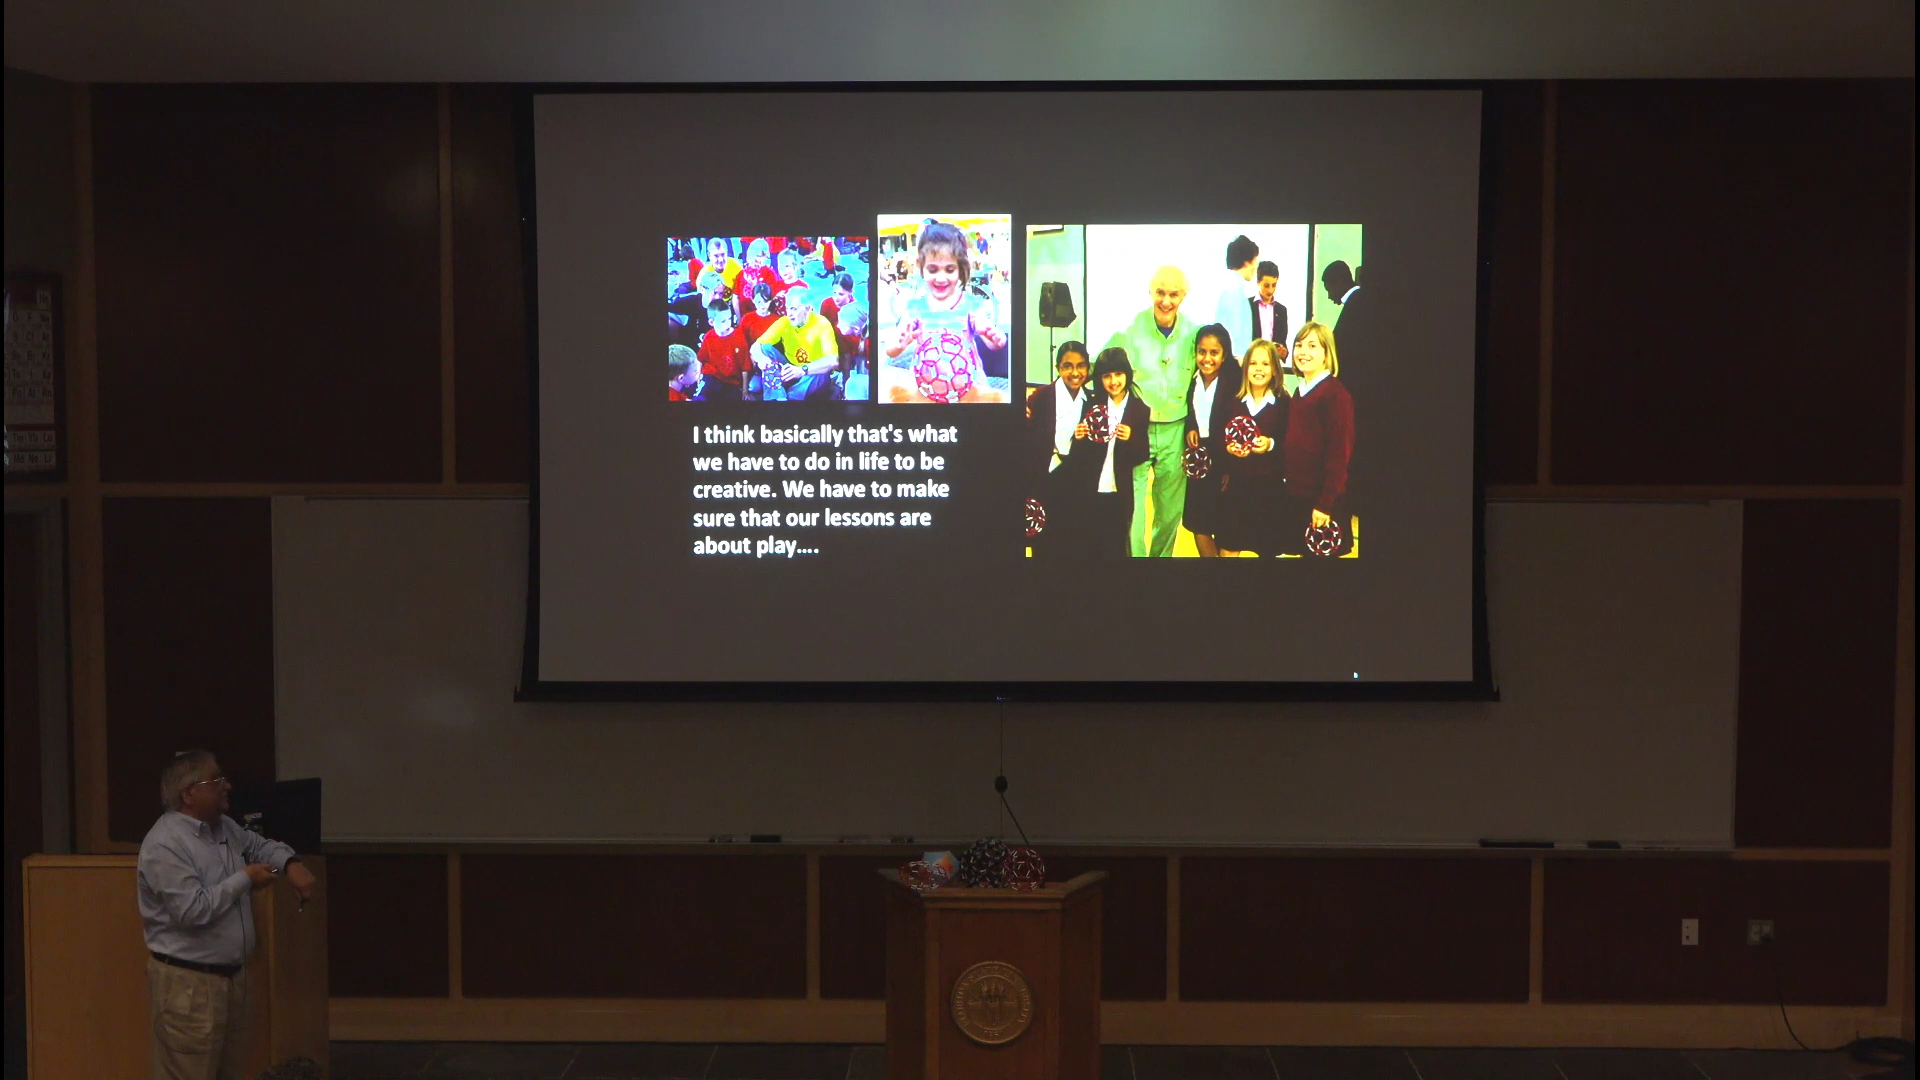 I think basically that's what
we have to do in life to be
creative. We have to make
sure that our lessons are
about play....